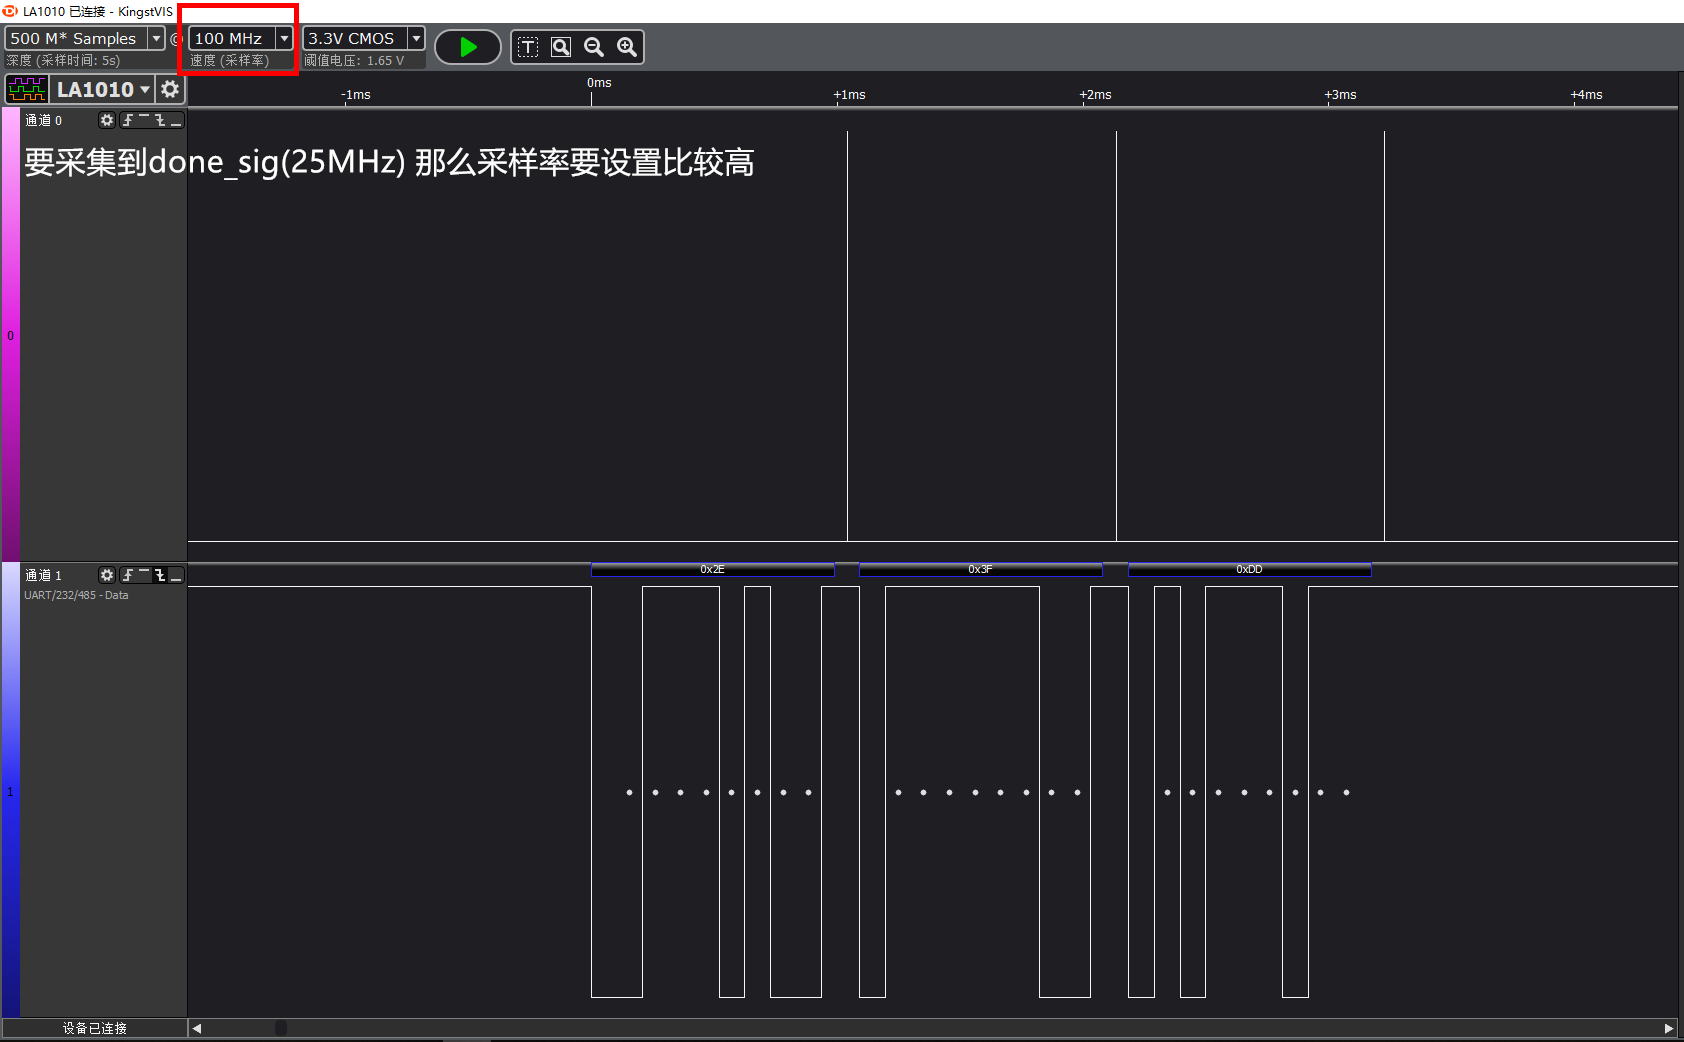 LA1010 已连接 - KingstVIS
500 M* Samples @ 100 MHz 3.3V CMOS
深度 (采样时间: 5s) 速度 (采样率) 阈值电压: 1.65 V
LA1010
0ms
-1ms +1ms +2ms +3ms +4ms
通道 0
要采集到done_sig(25MHz) 那么采样率要设置比较高
0
通道 1
0x2E 0x3F 0xDD
UART/232/485 - Data
1
设备已连接